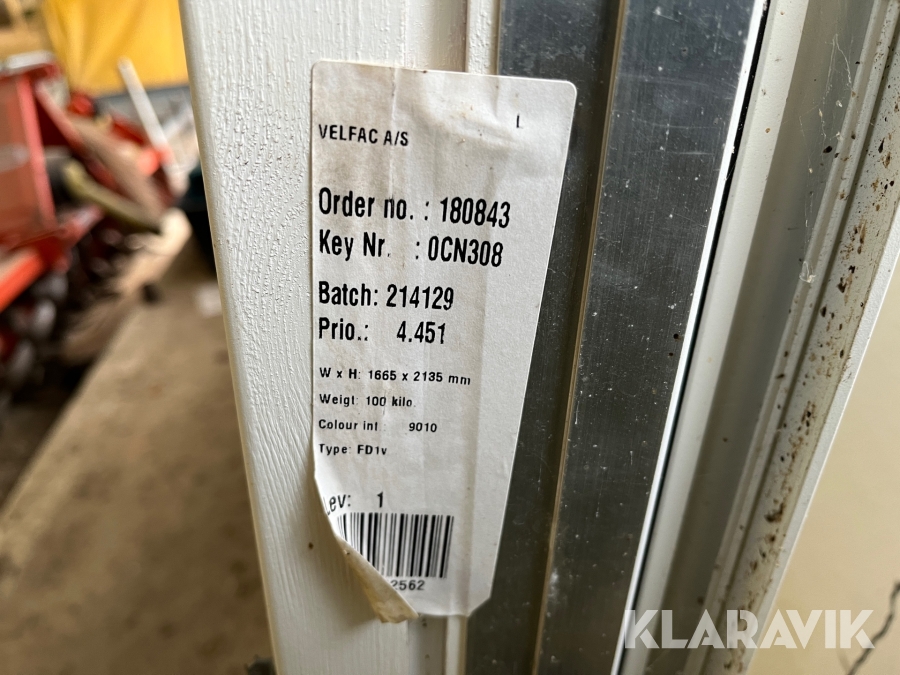 L
VELFAC A/S
Order no. : 180843
Key Nr. : 0CN308
Batch: 214129
Prio.: 4.451
W x H: 1665 x 2135 mm
Weigt: 100 kilo.
Colour int.: 9010
Type: FD1v
Lev: 1
2562
KLARAVIK